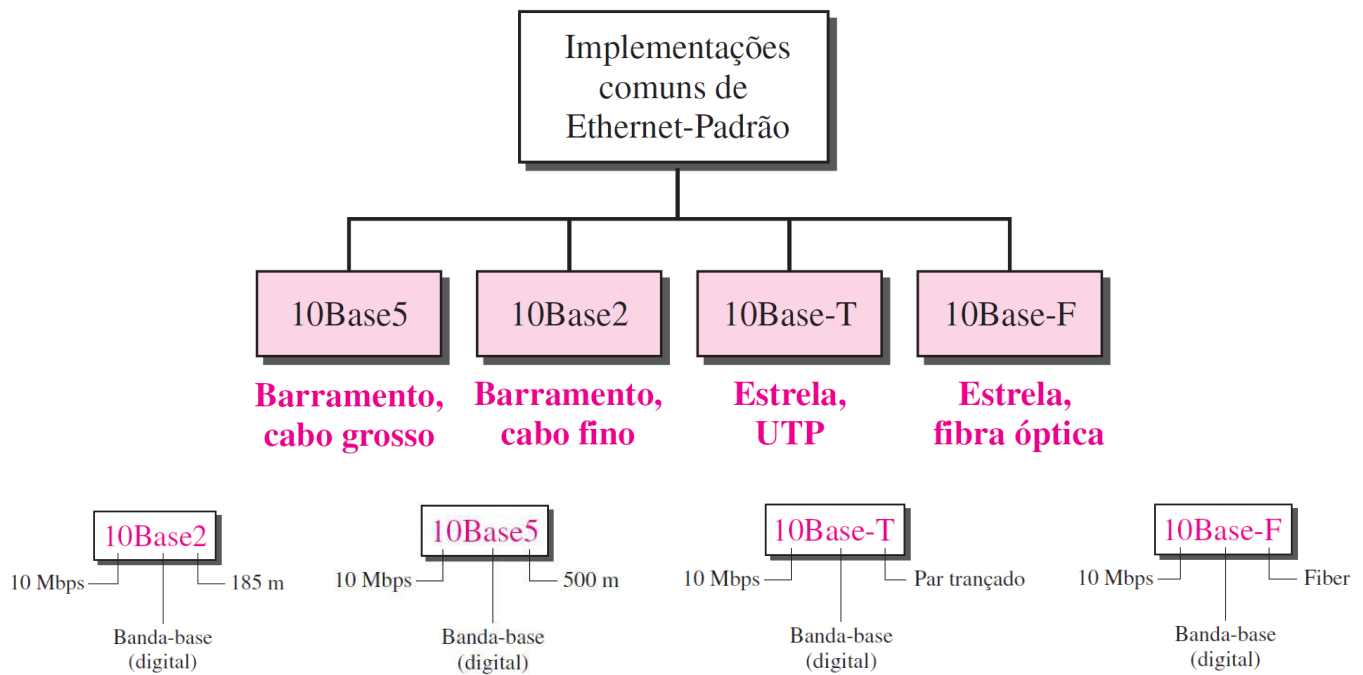 Implementações
comuns de
Ethernet-Padrão
10Base5
10Base2
10Base-T
10Base-F
Barramento,
cabo grosso
Barramento,
cabo fino
Estrela,
UTP
Estrela,
fibra óptica
10Base2
10 Mbps
185 m
Banda-base
(digital)
10Base5
10 Mbps
500 m
Banda-base
(digital)
10Base-T
10 Mbps
Par trançado
Banda-base
(digital)
10Base-F
10 Mbps
Fiber
Banda-base
(digital)